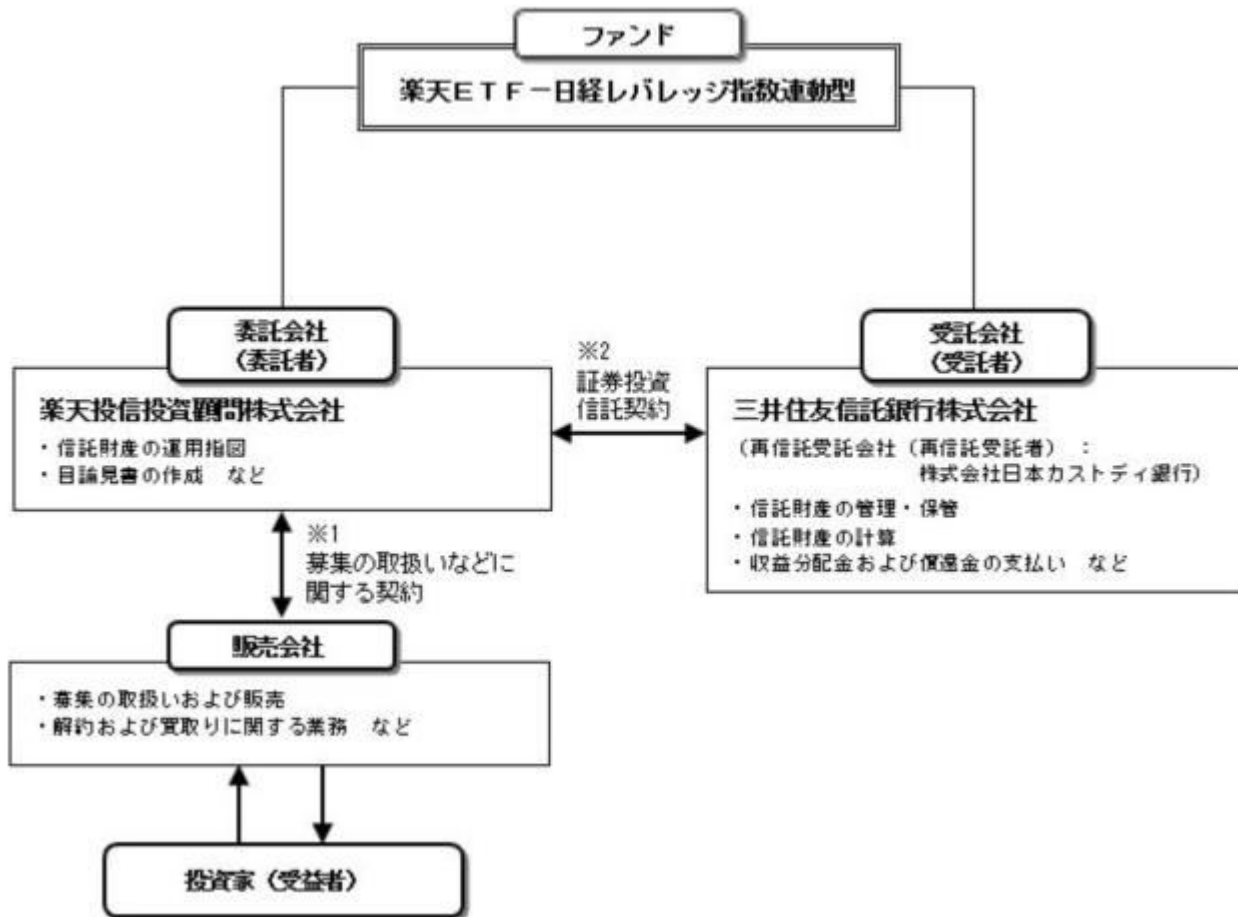 ファンド
楽天ETF-日経レバレッジ指数連動型
委託会社
(委託者)
楽天投信投資顧問株式会社
・信託財産の運用指図
・目論見書の作成 など
※2
証券投資
信託契約
受託会社
(受託者)
三井住友信託銀行株式会社
(再信託受託会社(再信託受託者):
株式会社日本カストディ銀行)
・信託財産の管理・保管
・信託財産の計算
・収益分配金および償還金の支払い など
※1
募集の取扱いなどに
関する契約
販売会社
・募集の取扱いおよび販売
・解約および買取りに関する業務 など
投資家(受益者)